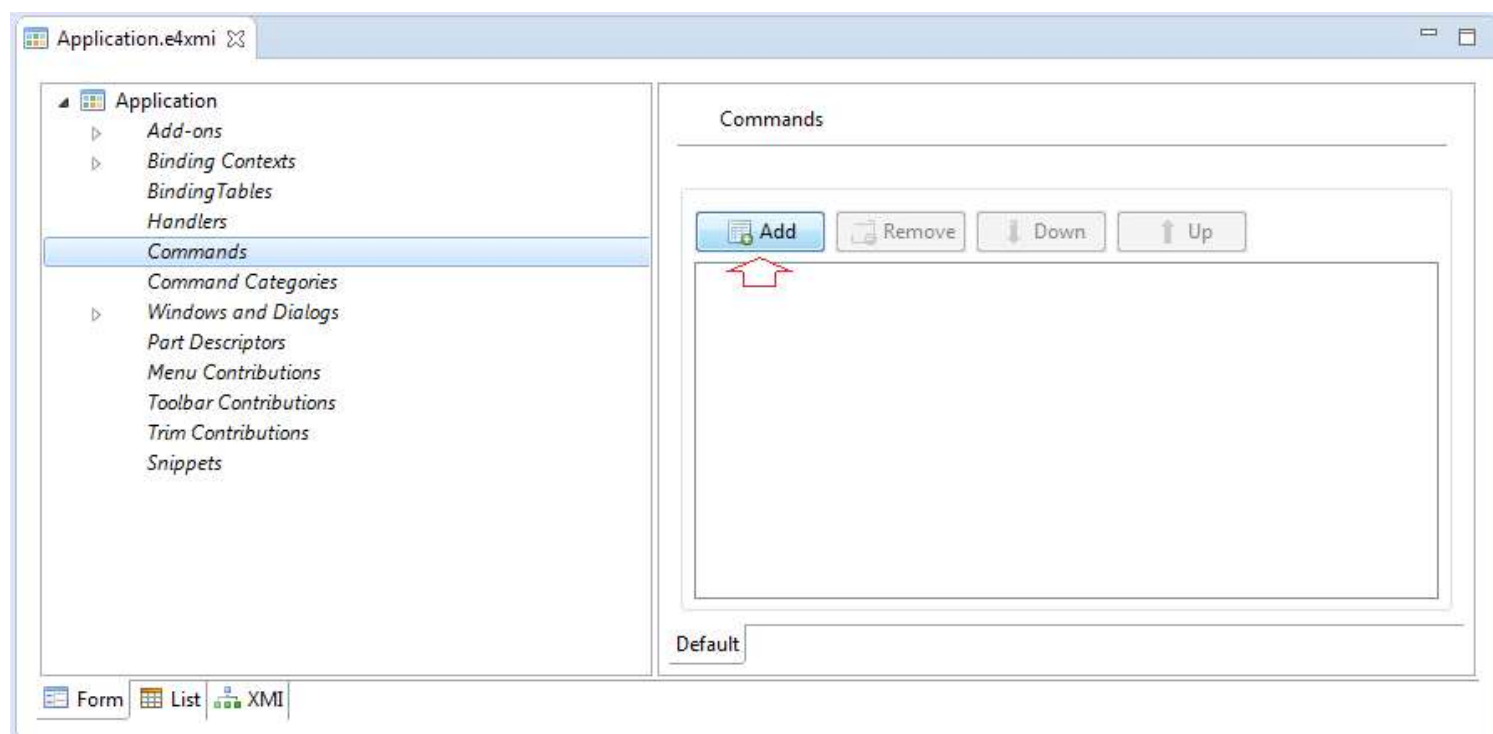 Application.e4xmi
Application
Add-ons
Binding Contexts
BindingTables
Handlers
Commands
Command Categories
Windows and Dialogs
Part Descriptors
Menu Contributions
Toolbar Contributions
Trim Contributions
Snippets
Commands
Add Remove Down Up
Default
Form List XMI